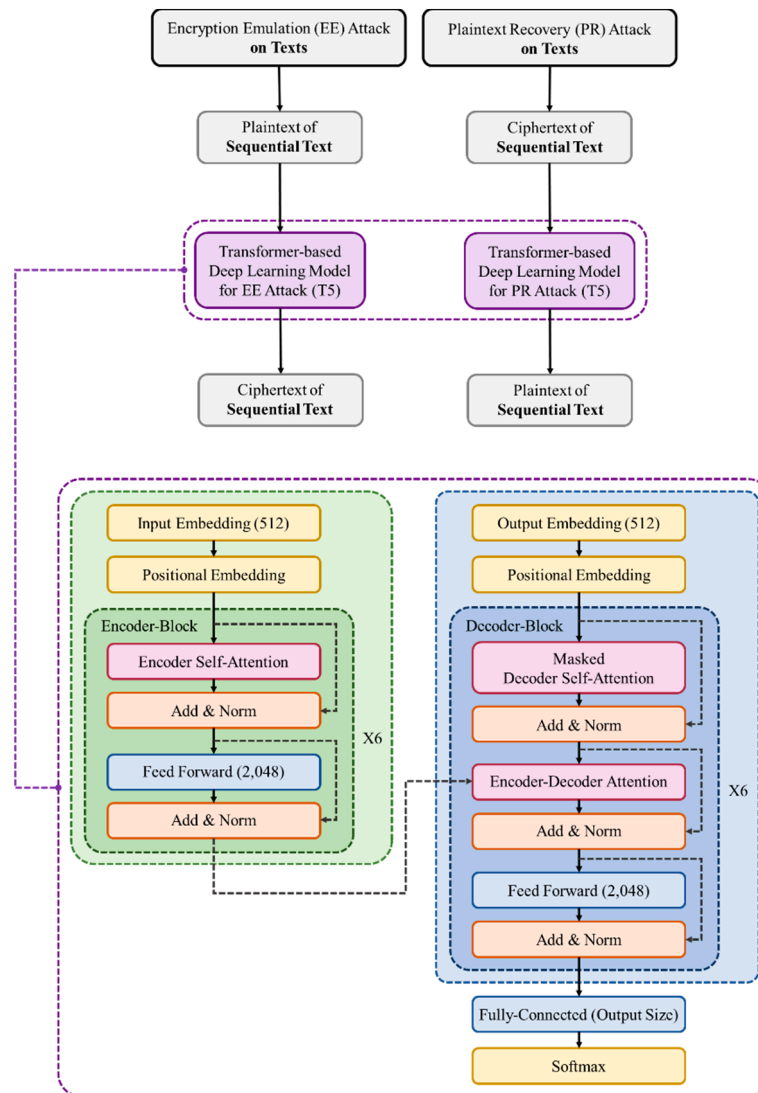 Encryption Emulation (EE) Attack
on Texts
Plaintext Recovery (PR) Attack
on Texts
Plaintext of
Sequential Text
Ciphertext of
Sequential Text
Transformer-based
Deep Learning Model
for EE Attack (T5)
Transformer-based
Deep Learning Model
for PR Attack (T5)
Ciphertext of
Sequential Text
Plaintext of
Sequential Text
Input Embedding (512)
Positional Embedding
Encoder-Block
Encoder Self-Attention
Add & Norm
X6
Feed Forward (2,048)
Add & Norm
Output Embedding (512)
Positional Embedding
Decoder-Block
Masked
Decoder Self-Attention
Add & Norm
Encoder-Decoder Attention
X6
Add & Norm
Feed Forward (2,048)
Add & Norm
Fully-Connected (Output Size)
Softmax